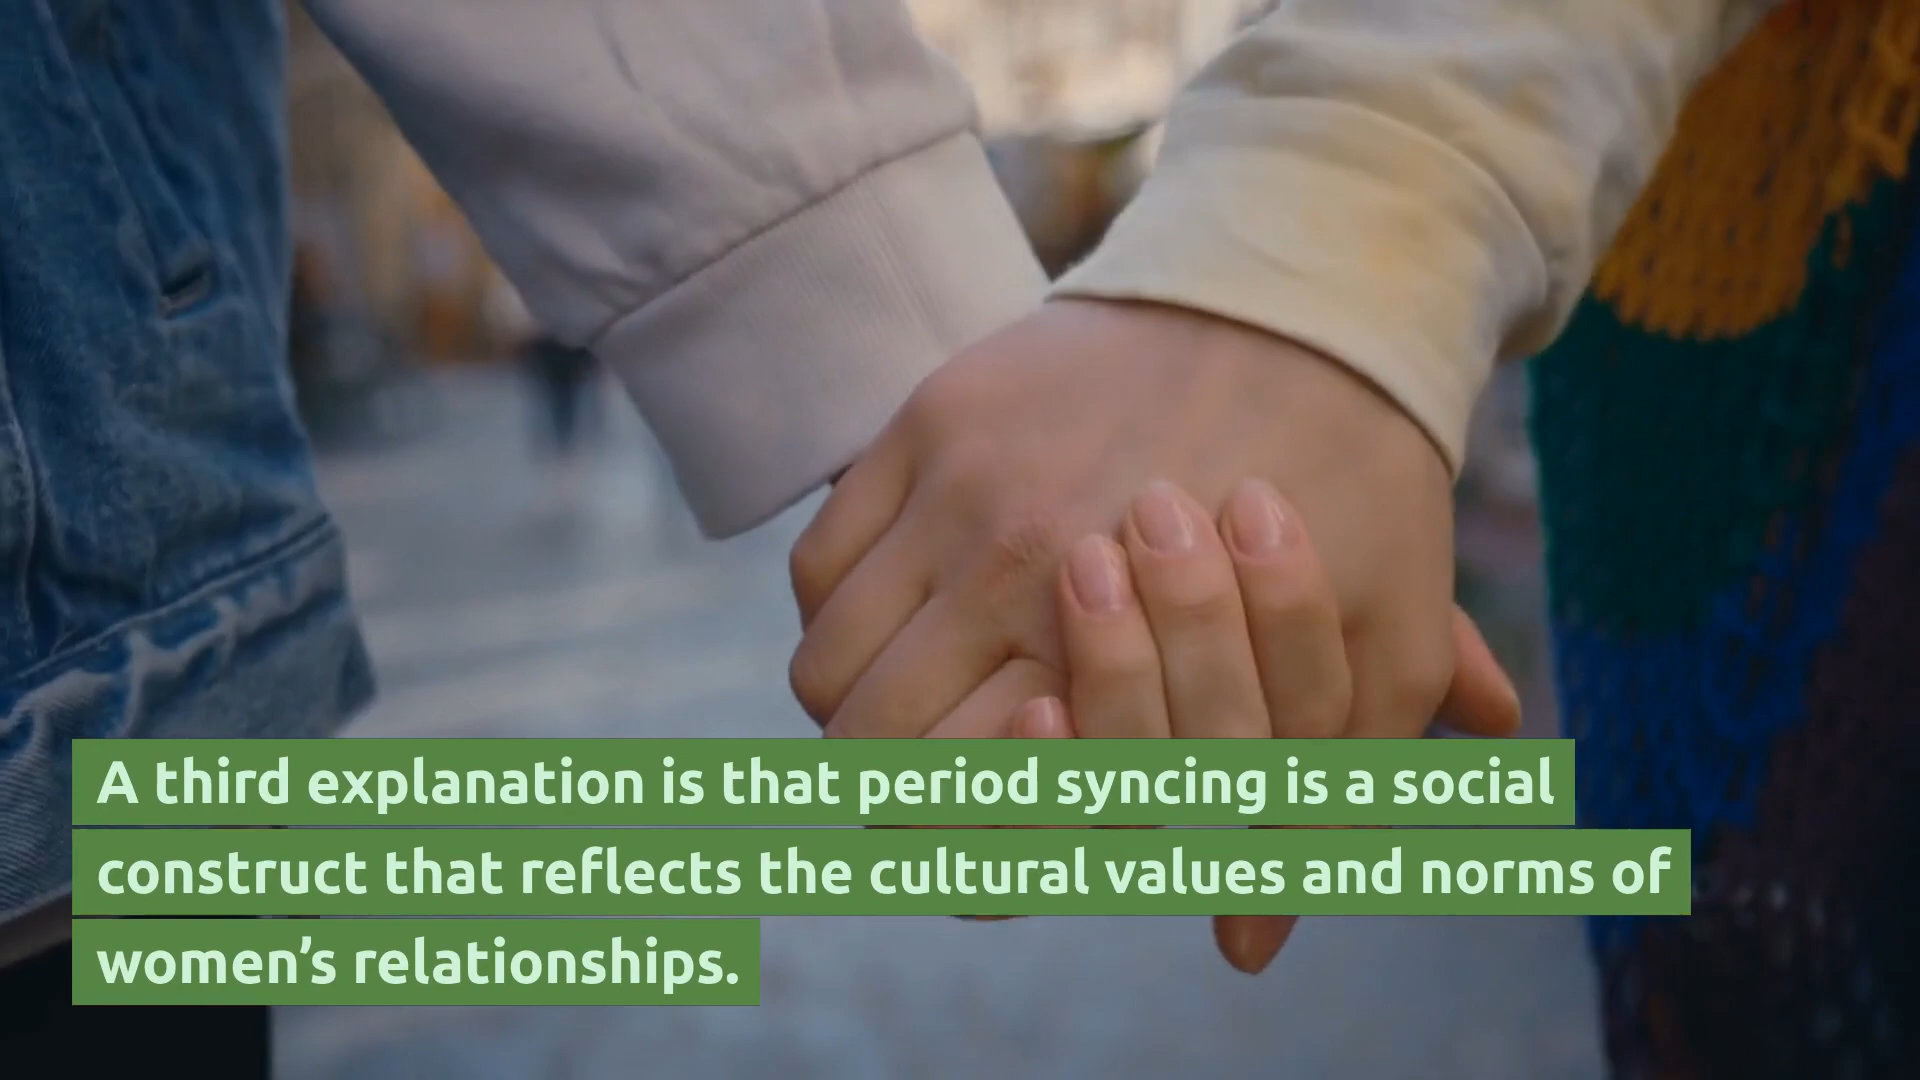 A third explanation is that period syncing is a social
construct that reflects the cultural values and norms of
women’s relationships.